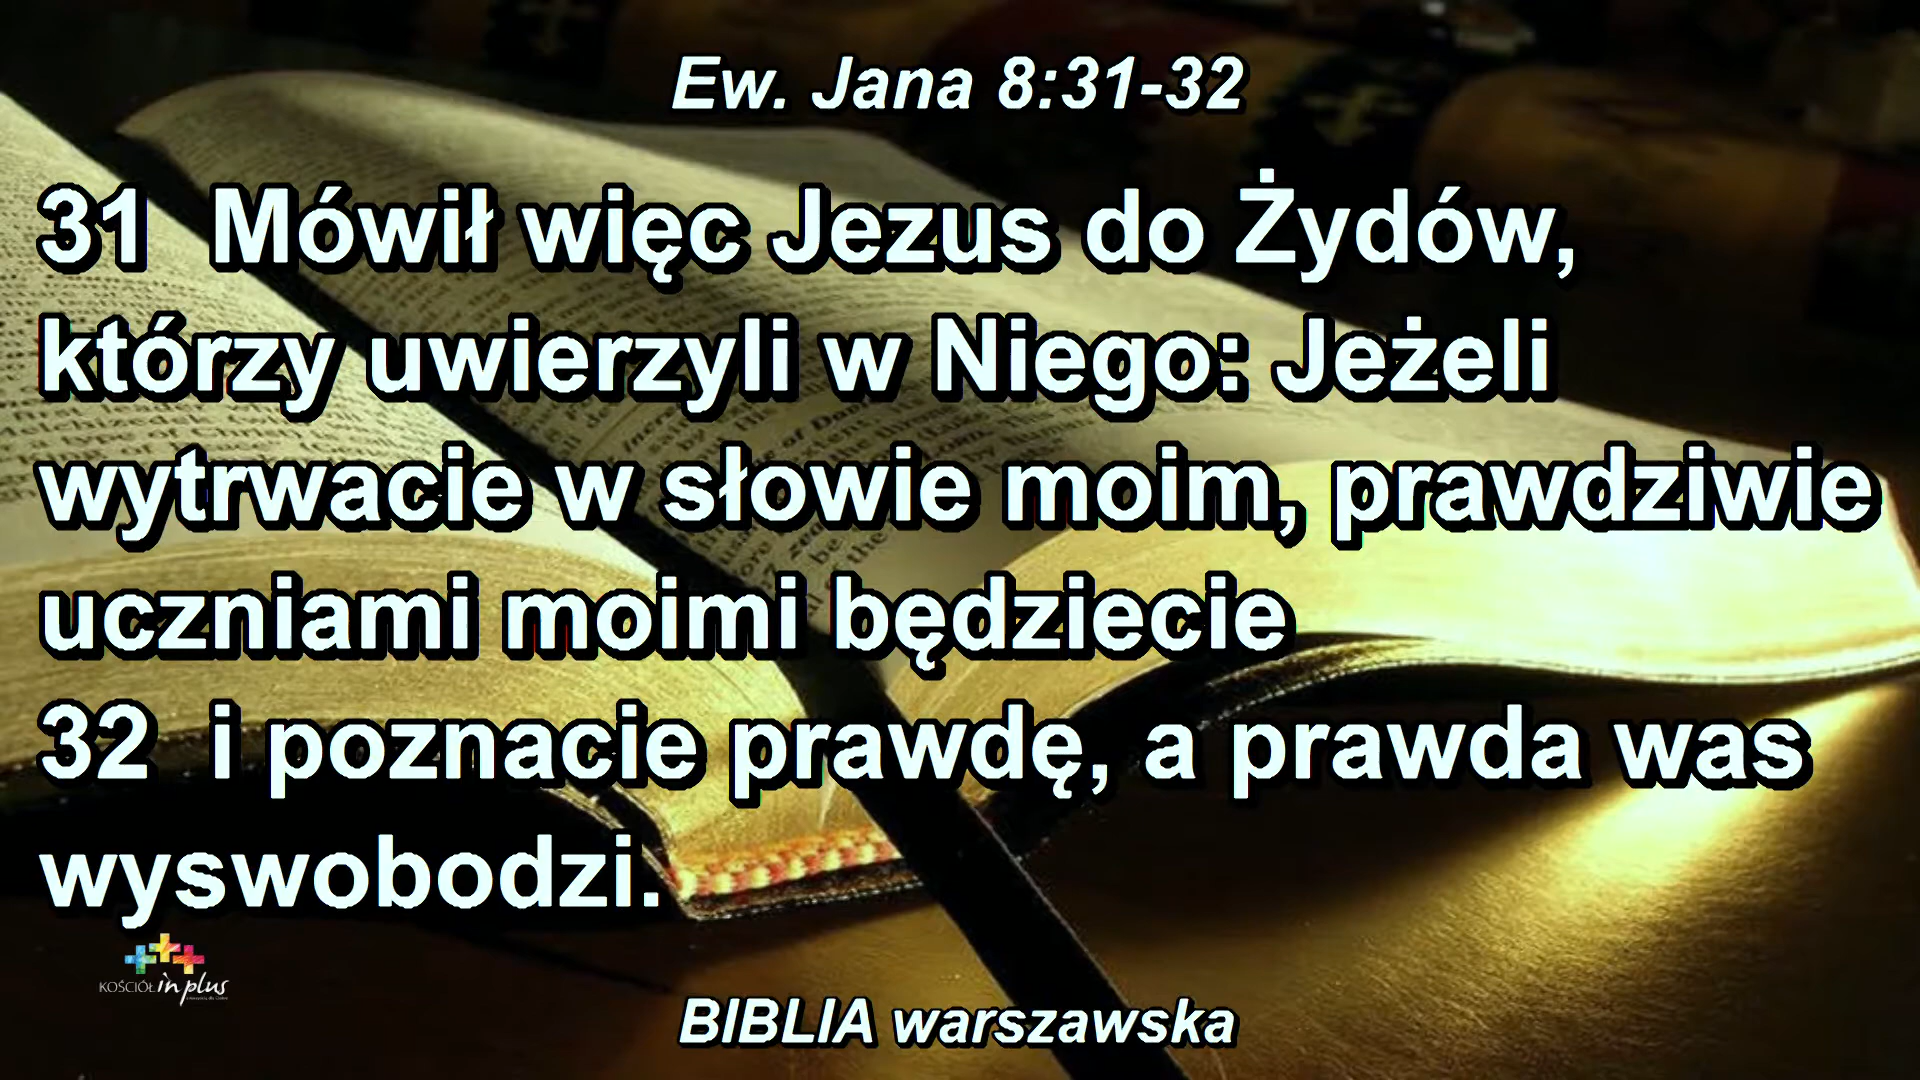 Ew. Jana 8:31-32
31 Mówił więc Jezus do Żydów,
którzy uwierzyli w Niego: Jeżeli
wytrwacie w słowie moim, prawdziwie
uczniami moimi będziecie
32 i poznacie prawdę, a prawda was
wyswobodzi.
KOŚCIÓŁ in plus
BIBLIA warszawska